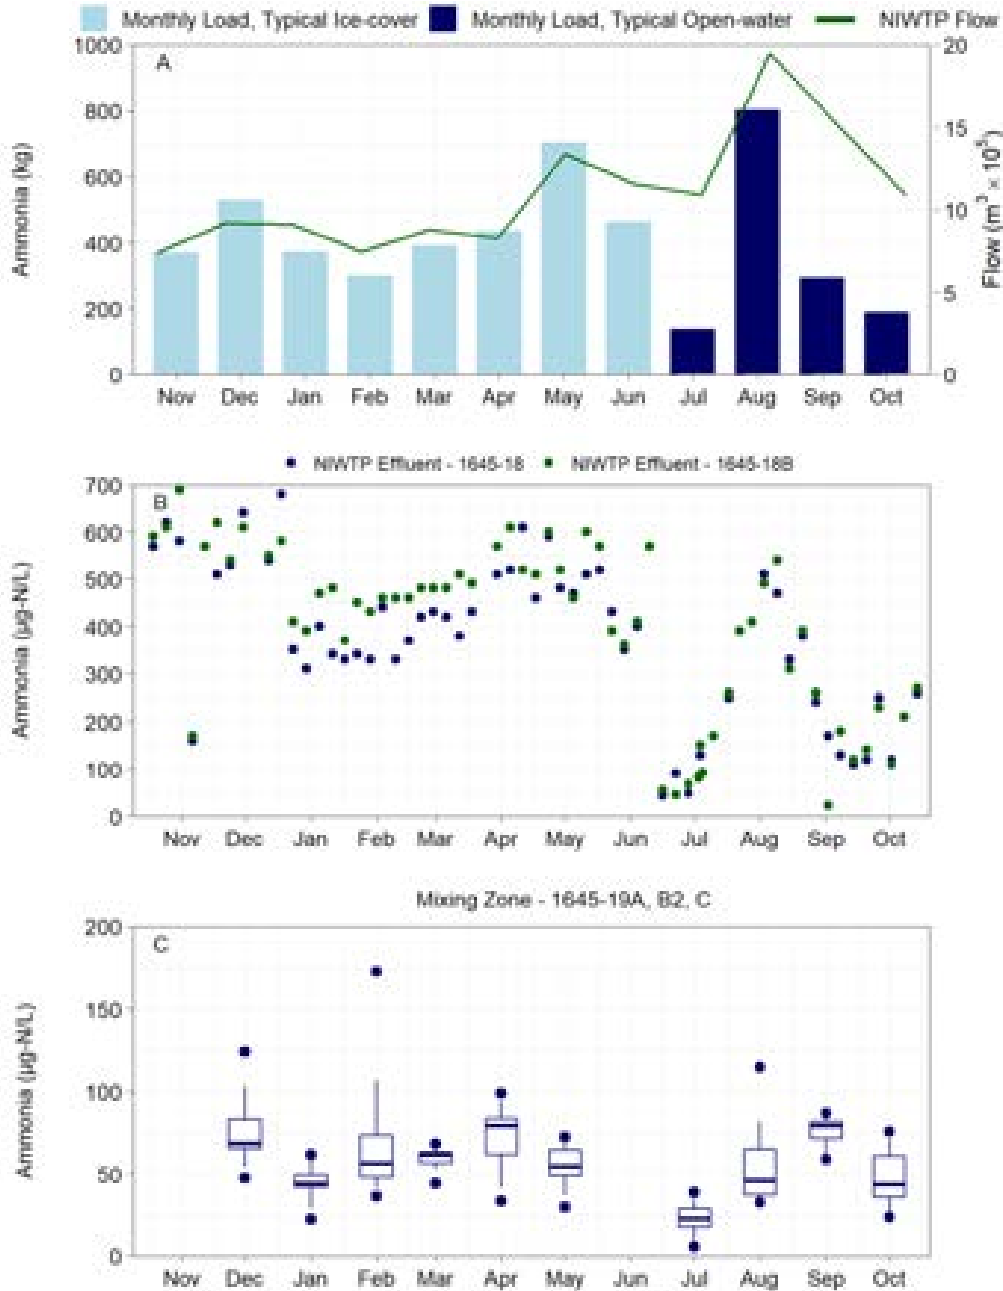 Monthly Load, Typical Ice-cover Monthly Load, Typical Open-water NIWTP Flow
A
1000
800
600
400
200
0
Ammonia (kg)
20
15
10
5
0
Flow (m³ × 10⁵)
Nov Dec Jan Feb Mar Apr May Jun Jul Aug Sep Oct
NIWTP Effluent - 1645-18 NIWTP Effluent - 1645-18B
B
700
600
500
400
300
200
100
0
Ammonia (µg-N/L)
Nov Dec Jan Feb Mar Apr May Jun Jul Aug Sep Oct
Mixing Zone - 1645-19A, B2, C
C
200
150
100
50
0
Ammonia (µg-N/L)
Nov Dec Jan Feb Mar Apr May Jun Jul Aug Sep Oct